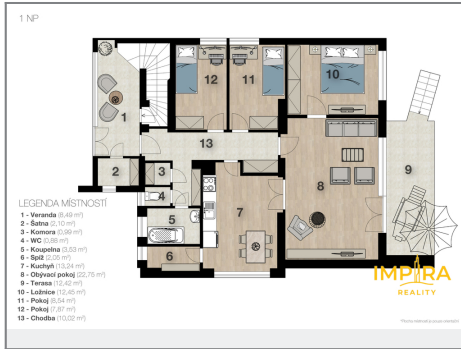 1 NP
12
11
10
1
13
2
3
4
9
8
7
5
6
LEGENDA MÍSTNOSTÍ
1 - Veranda (8,49 m²)
2 - Šatna (2,10 m²)
3 - Komora (0,99 m²)
4 - WC (0,88 m²)
5 - Koupelna (3,53 m²)
6 - Spíž (2,05 m²)
7 - Kuchyň (13,24 m²)
8 - Obývací pokoj (22,75 m²)
9 - Terasa (12,42 m²)
10 - Ložnice (12,45 m²)
11 - Pokoj (8,54 m²)
12 - Pokoj (7,87 m²)
13 - Chodba (10,02 m²)
IMPIRA
REALITY